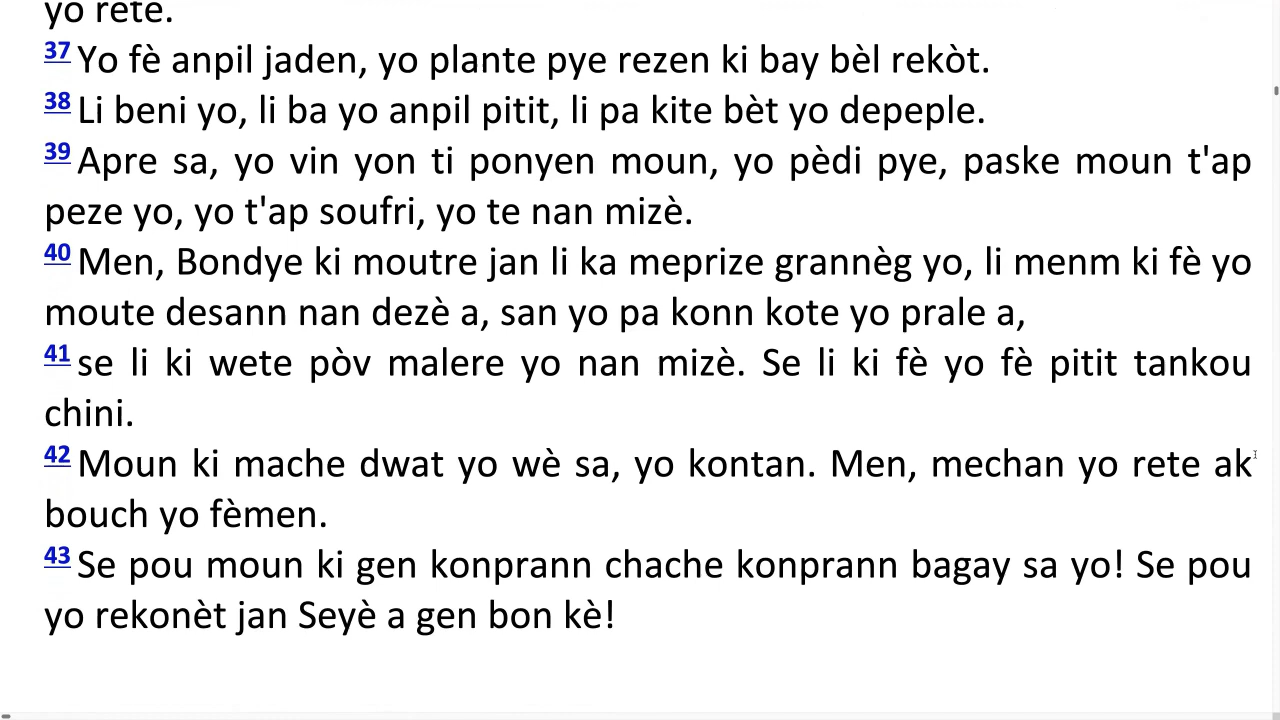 yo rete.
37 Yo fè anpil jaden, yo plante pye rezen ki bay bèl rekòt.
38 Li beni yo, li ba yo anpil pitit, li pa kite bèt yo depeple.
39 Apre sa, yo vin yon ti ponyen moun, yo pèdi pye, paske moun t'ap
peze yo, yo t'ap soufri, yo te nan mizè.
40 Men, Bondye ki moutre jan li ka meprize grannèg yo, li menm ki fè yo
moute desann nan dezè a, san yo pa konn kote yo prale a,
41 se li ki wete pòv malere yo nan mizè. Se li ki fè yo fè pitit tankou
chini.
42 Moun ki mache dwat yo wè sa, yo kontan. Men, mechan yo rete ak
bouch yo fèmen.
43 Se pou moun ki gen konprann chache konprann bagay sa yo! Se pou
yo rekonèt jan Seyè a gen bon kè!